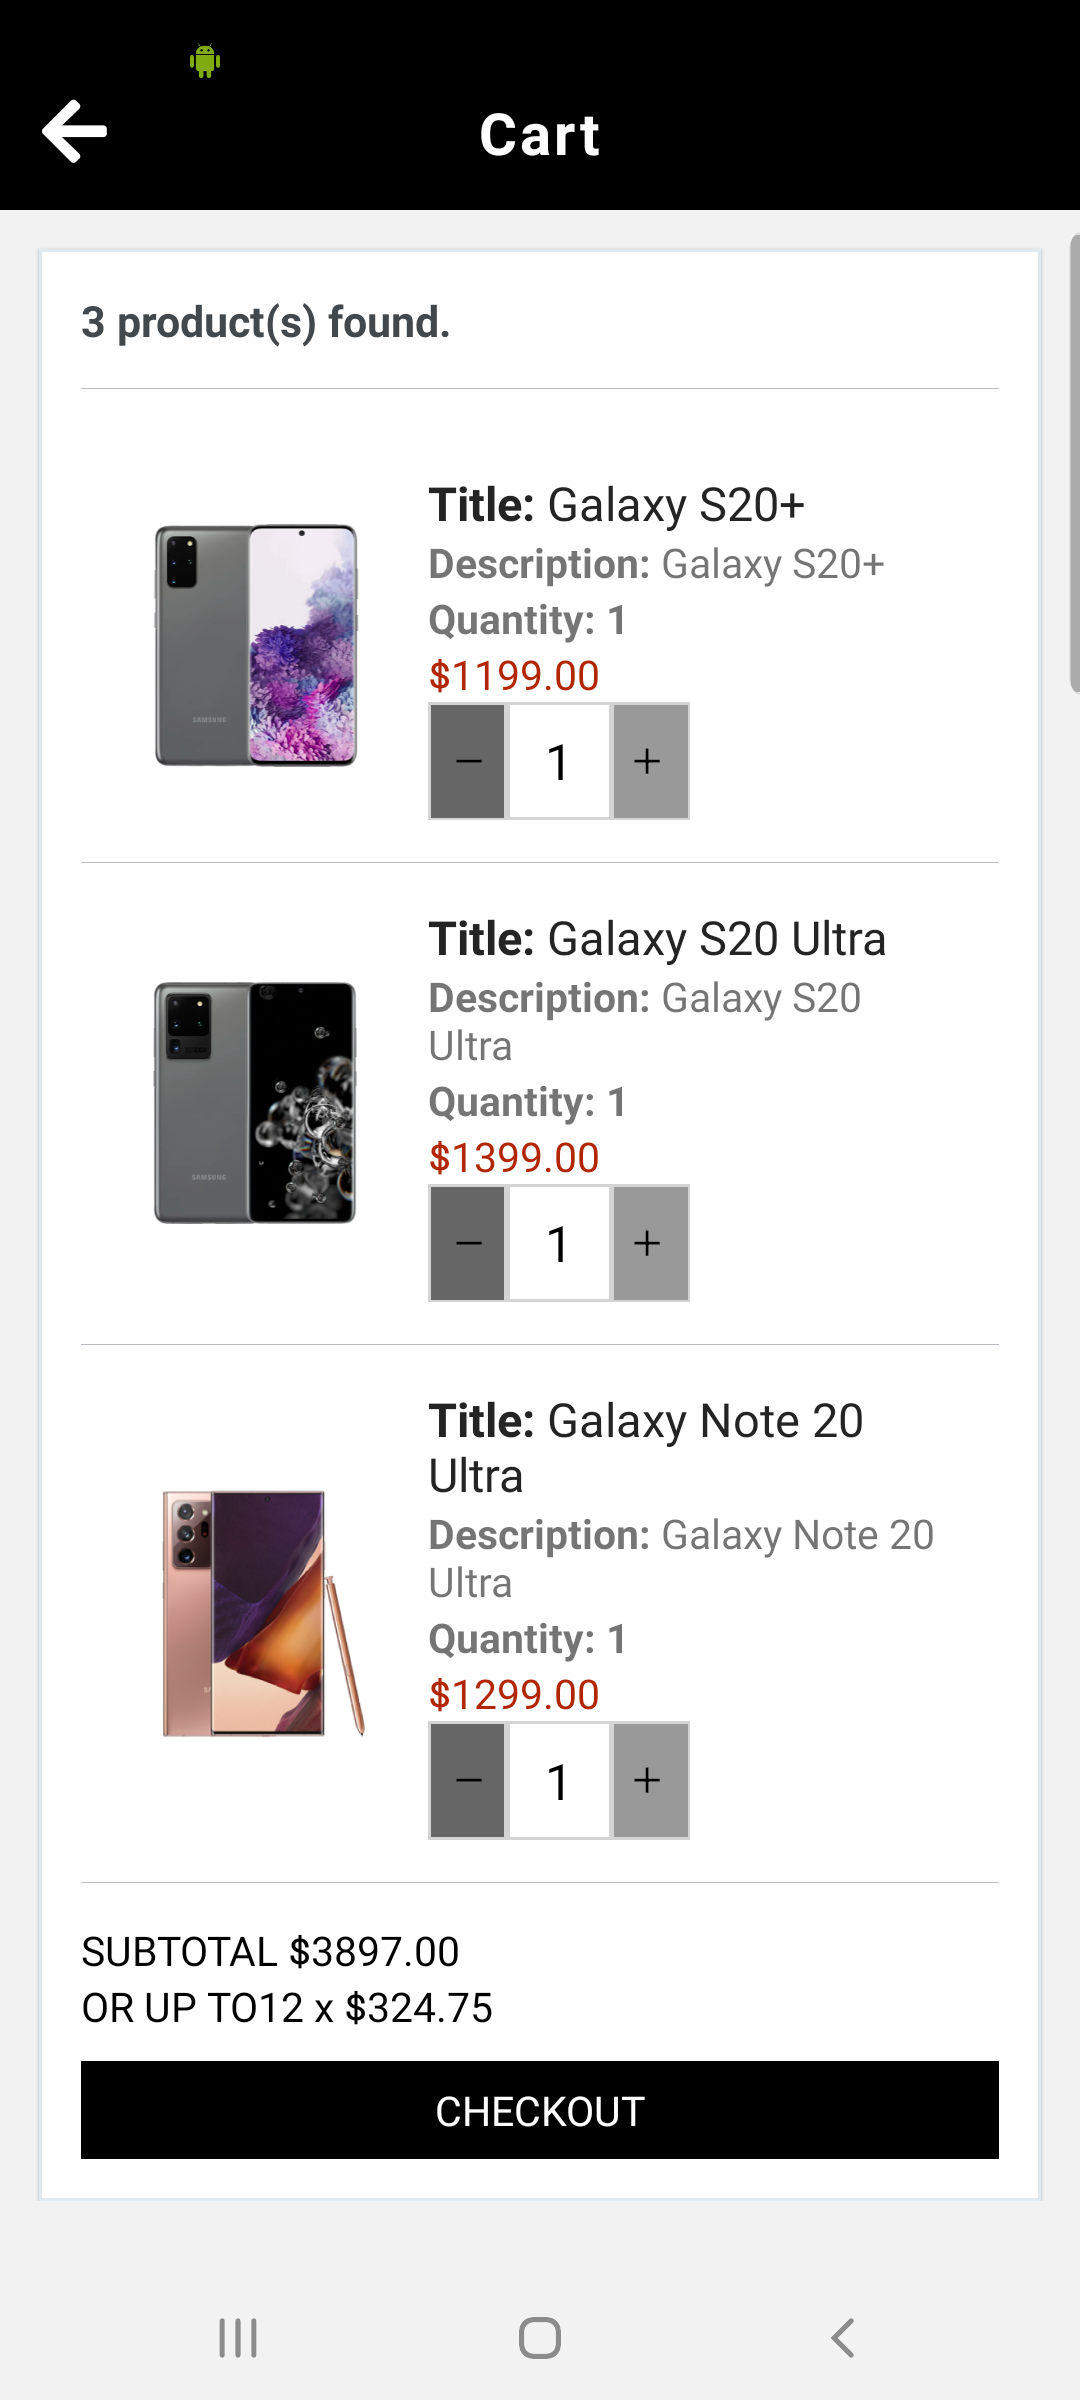 Cart
3 product(s) found.
Title: Galaxy S20+
Description: Galaxy S20+
Quantity: 1
$1199.00
– 1 +
SAMSUNG
Title: Galaxy S20 Ultra
Description: Galaxy S20
Ultra
Quantity: 1
$1399.00
– 1 +
SAMSUNG
Title: Galaxy Note 20
Ultra
Description: Galaxy Note 20
Ultra
Quantity: 1
$1299.00
– 1 +
SUBTOTAL $3897.00
OR UP TO12 x $324.75
CHECKOUT